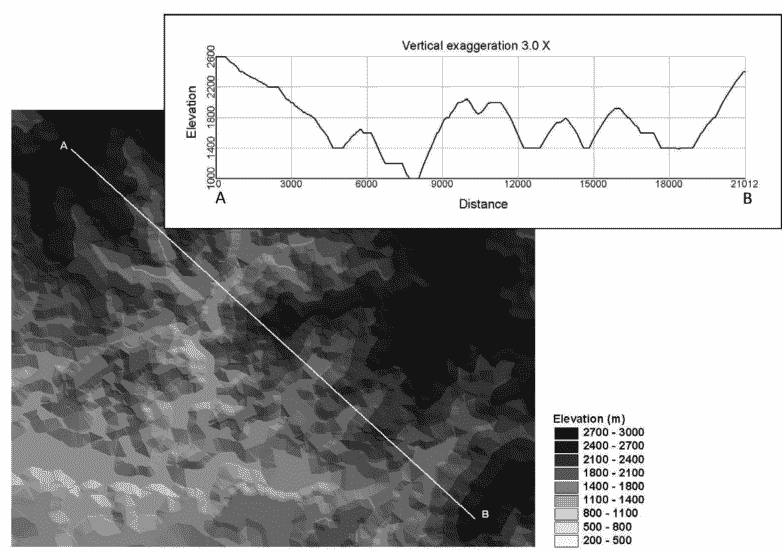 Vertical exaggeration 3.0 X
2600
2200
1800
1400
1000
Elevation
0 3000 6000 9000 12000 15000 18000 21012
A B
Distance
A
B
Elevation (m)
2700 - 3000
2400 - 2700
2100 - 2400
1800 - 2100
1400 - 1800
1100 - 1400
800 - 1100
500 - 800
200 - 500